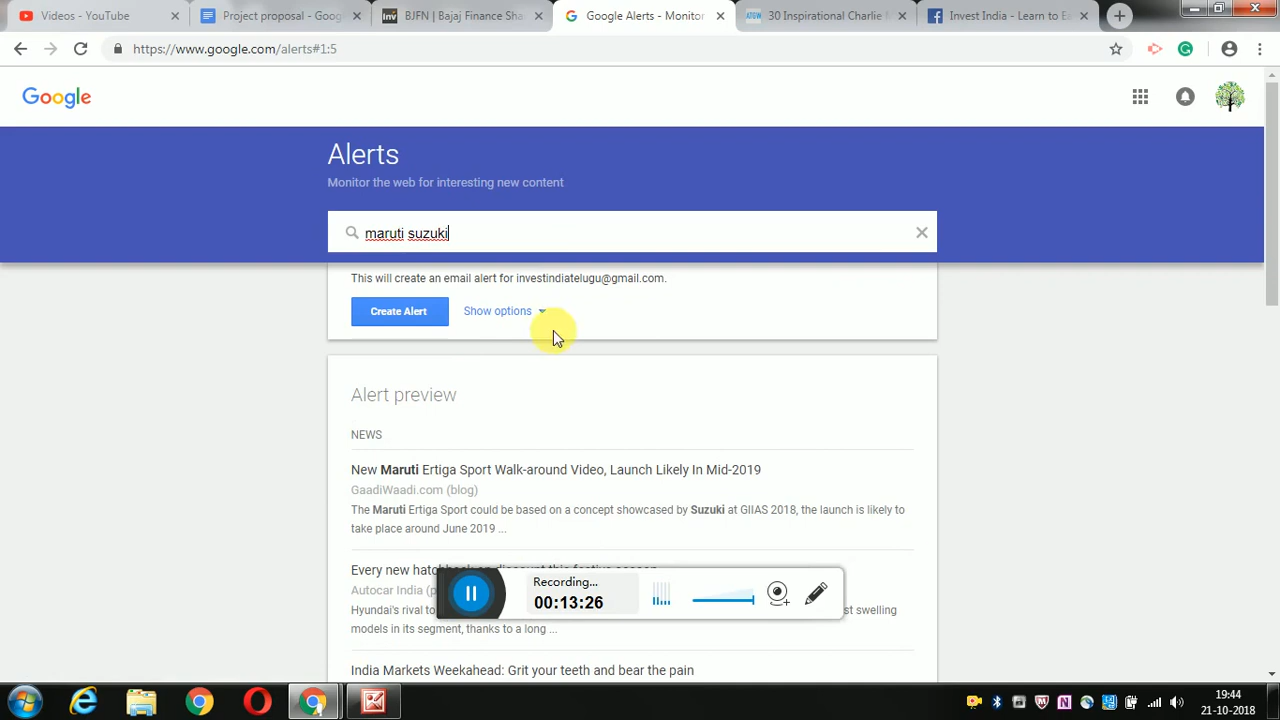 Videos - YouTube
Project proposal - Goog
BJFN | Bajaj Finance Sha
Google Alerts - Monitor
30 Inspirational Charlie M
Invest India - Learn to Ea
https://www.google.com/alerts#1:5
Google
Alerts
Monitor the web for interesting new content
maruti suzuki
This will create an email alert for investindiatelugu@gmail.com.
Create Alert
Show options
Alert preview
NEWS
New Maruti Ertiga Sport Walk-around Video, Launch Likely In Mid-2019
GaadiWaadi.com (blog)
The Maruti Ertiga Sport could be based on a concept showcased by Suzuki at GIIAS 2018, the launch is likely to
take place around June 2019 ...
Every new
Autocar India
Recording...
00:13:26
Hyundai's rival to
swelling
models in its segment, thanks to a long ...
India Markets Weekahead: Grit your teeth and bear the pain
19:44
21-10-2018